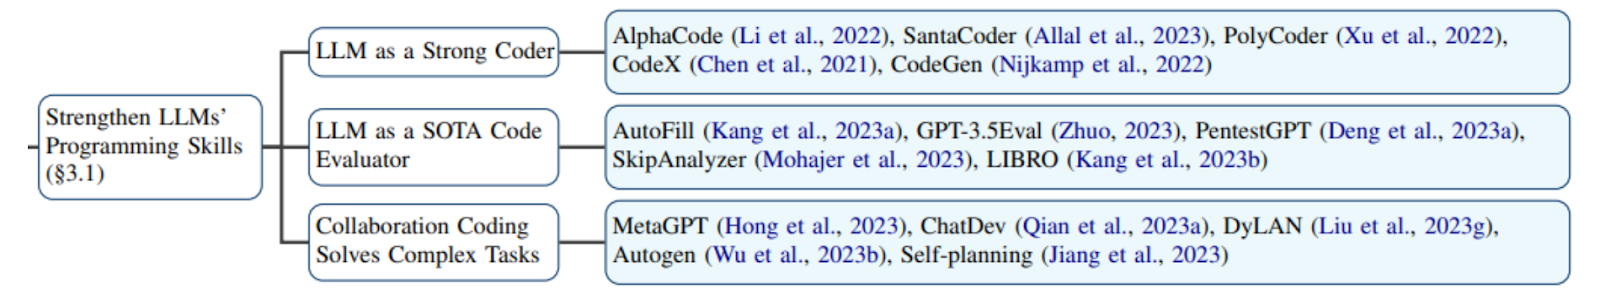 Strengthen LLMs'
Programming Skills
(§3.1)
LLM as a Strong Coder
AlphaCode (Li et al., 2022), SantaCoder (Allal et al., 2023), PolyCoder (Xu et al., 2022),
CodeX (Chen et al., 2021), CodeGen (Nijkamp et al., 2022)
LLM as a SOTA Code
Evaluator
AutoFill (Kang et al., 2023a), GPT-3.5Eval (Zhuo, 2023), PentestGPT (Deng et al., 2023a),
SkipAnalyzer (Mohajer et al., 2023), LIBRO (Kang et al., 2023b)
Collaboration Coding
Solves Complex Tasks
MetaGPT (Hong et al., 2023), ChatDev (Qian et al., 2023a), DyLAN (Liu et al., 2023g),
Autogen (Wu et al., 2023b), Self-planning (Jiang et al., 2023)